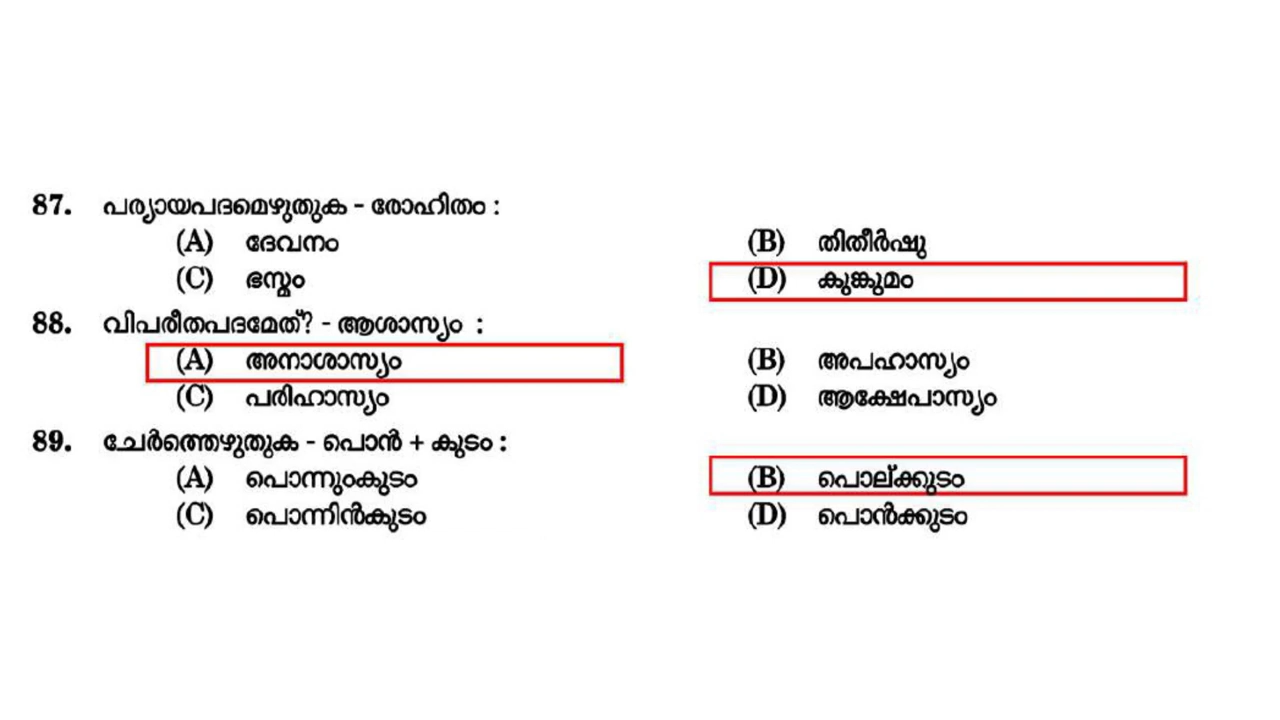 87. പര്യായപദമെഴുതുക - രോഹിതം :
(A) ദേവനം (B) തിതീർഷു
(C) ഭസ്മം (D) കുങ്കുമം
88. വിപരീതപദമേത്? - ആശാസ്യം :
(A) അനാശാസ്യം (B) അപഹാസ്യം
(C) പരിഹാസ്യം (D) ആക്ഷേപാസ്യം
89. ചേർത്തെഴുതുക - പൊൻ + കുടം :
(A) പൊന്നുംകുടം (B) പൊല്ക്കുടം
(C) പൊന്നിൻകുടം (D) പൊൻക്കുടം